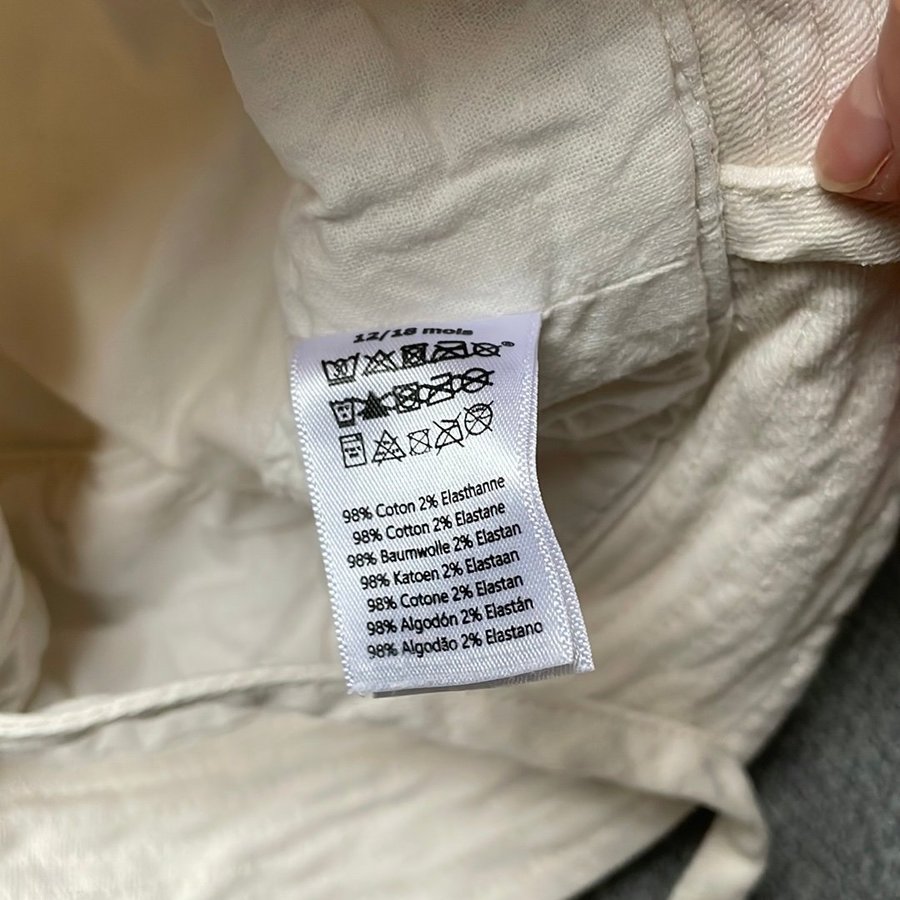 12/18 mois
98% Coton 2% Elasthanne
98% Cotton 2% Elastane
98% Baumwolle 2% Elastan
98% Katoen 2% Elastaan
98% Cotone 2% Elastan
98% Algodón 2% Elastán
98% Algodão 2% Elastano